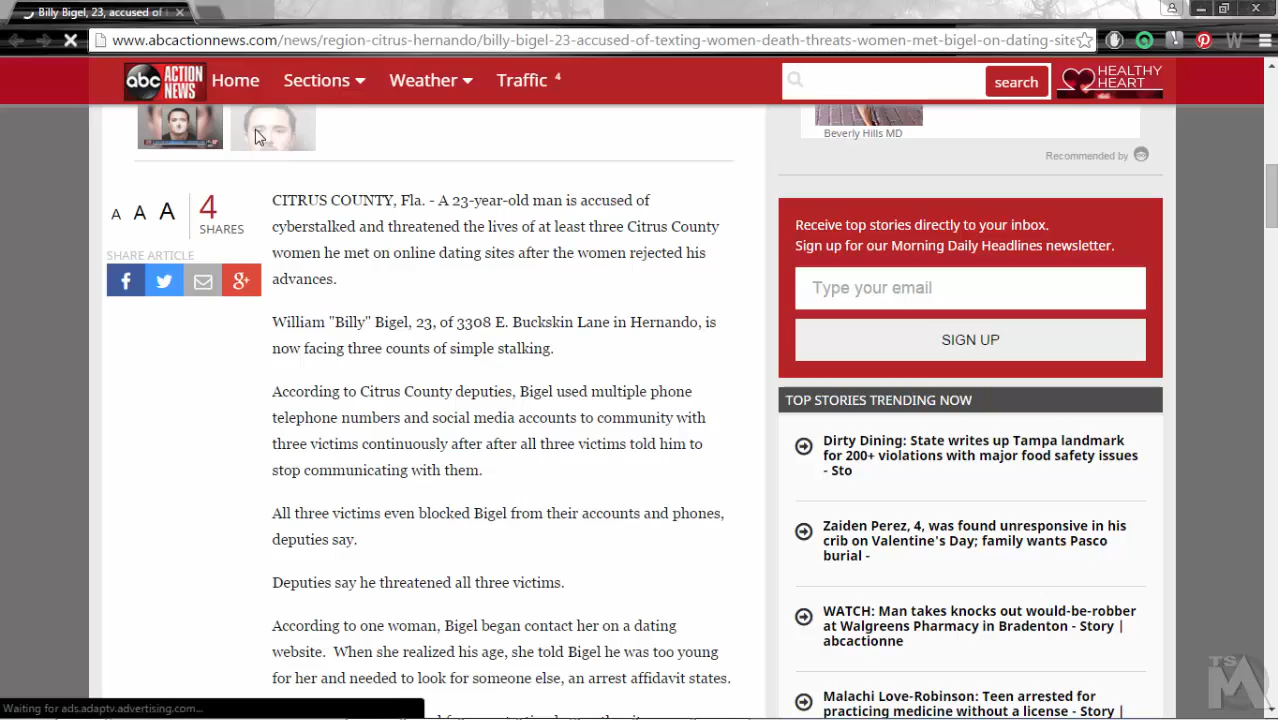 Billy Bigel, 23, accused of
www.abcactionnews.com/news/region-citrus-hernando/billy-bigel-23-accused-of-texting-women-death-threats-women-met-bigel-on-dating-site
abc ACTION NEWS
Home
Sections
Weather
Traffic 4
search
HEALTHY HEART
Beverly Hills MD
Recommended by
A A A
4
SHARES
SHARE ARTICLE
CITRUS COUNTY, Fla. - A 23-year-old man is accused of
cyberstalked and threatened the lives of at least three Citrus County
women he met on online dating sites after the women rejected his
advances.
William "Billy" Bigel, 23, of 3308 E. Buckskin Lane in Hernando, is
now facing three counts of simple stalking.
According to Citrus County deputies, Bigel used multiple phone
telephone numbers and social media accounts to community with
three victims continuously after after all three victims told him to
stop communicating with them.
All three victims even blocked Bigel from their accounts and phones,
deputies say.
Deputies say he threatened all three victims.
According to one woman, Bigel began contact her on a dating
website. When she realized his age, she told Bigel he was too young
for her and needed to look for someone else, an arrest affidavit states.
Receive top stories directly to your inbox.
Sign up for our Morning Daily Headlines newsletter.
Type your email
SIGN UP
TOP STORIES TRENDING NOW
Dirty Dining: State writes up Tampa landmark
for 200+ violations with major food safety issues
- Sto
Zaiden Perez, 4, was found unresponsive in his
crib on Valentine's Day; family wants Pasco
burial -
WATCH: Man takes knocks out would-be-robber
at Walgreens Pharmacy in Bradenton - Story |
abcactionne
Malachi Love-Robinson: Teen arrested for
practicing medicine without a license - Story |
Waiting for ads.adaptv.advertising.com...